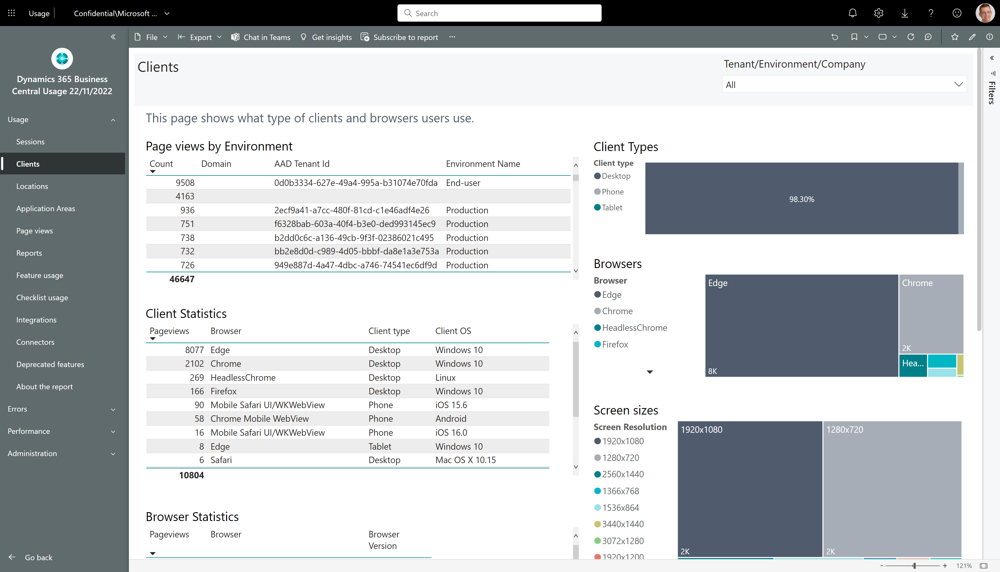 Usage
Confidential\Microsoft ...
Search
File
Export
Chat in Teams
Get insights
Subscribe to report
...
Dynamics 365 Business
Central Usage 22/11/2022
Usage
Sessions
Clients
Locations
Application Areas
Page views
Reports
Feature usage
Checklist usage
Integrations
Connectors
Deprecated features
About the report
Errors
Performance
Administration
Go back
Clients
Tenant/Environment/Company
All
Filters
This page shows what type of clients and browsers users use.
Page views by Environment
Count Domain AAD Tenant Id Environment Name
9508 0d0b3334-627e-49a4-995a-b31074e70fda End-user
4163
936 2ecf9a41-a7cc-480f-81cd-c1e46adf4e26 Production
751 f6328bab-603a-40f4-b3e0-ded993145ec9 Production
738 b2dd0c6c-a136-49cb-9f3f-02386021c495 Production
732 bb2e8d0d-c989-4d05-bbbf-da8e1a3e753a Production
726 949e887d-4a47-4dbc-a746-74541ec6df9d Production
46647
Client Statistics
Pageviews Browser Client type Client OS
8077 Edge Desktop Windows 10
2102 Chrome Desktop Windows 10
269 HeadlessChrome Desktop Linux
166 Firefox Desktop Windows 10
90 Mobile Safari UI/WKWebView Phone iOS 15.6
58 Chrome Mobile WebView Phone Android
16 Mobile Safari UI/WKWebView Phone iOS 16.0
8 Edge Tablet Windows 10
6 Safari Desktop Mac OS X 10.15
10804
Browser Statistics
Pageviews Browser Browser
Version
Client Types
Client type
Desktop
Phone
Tablet
98.30%
Browsers
Browser
Edge
Chrome
HeadlessChrome
Firefox
Edge
8K
Chrome
2K
Hea...
Screen sizes
Screen Resolution
1920x1080
1280x720
2560x1440
1366x768
1536x864
3440x1440
3072x1280
1920x1200
1920x1080
2K
1280x720
2K
- + 121%